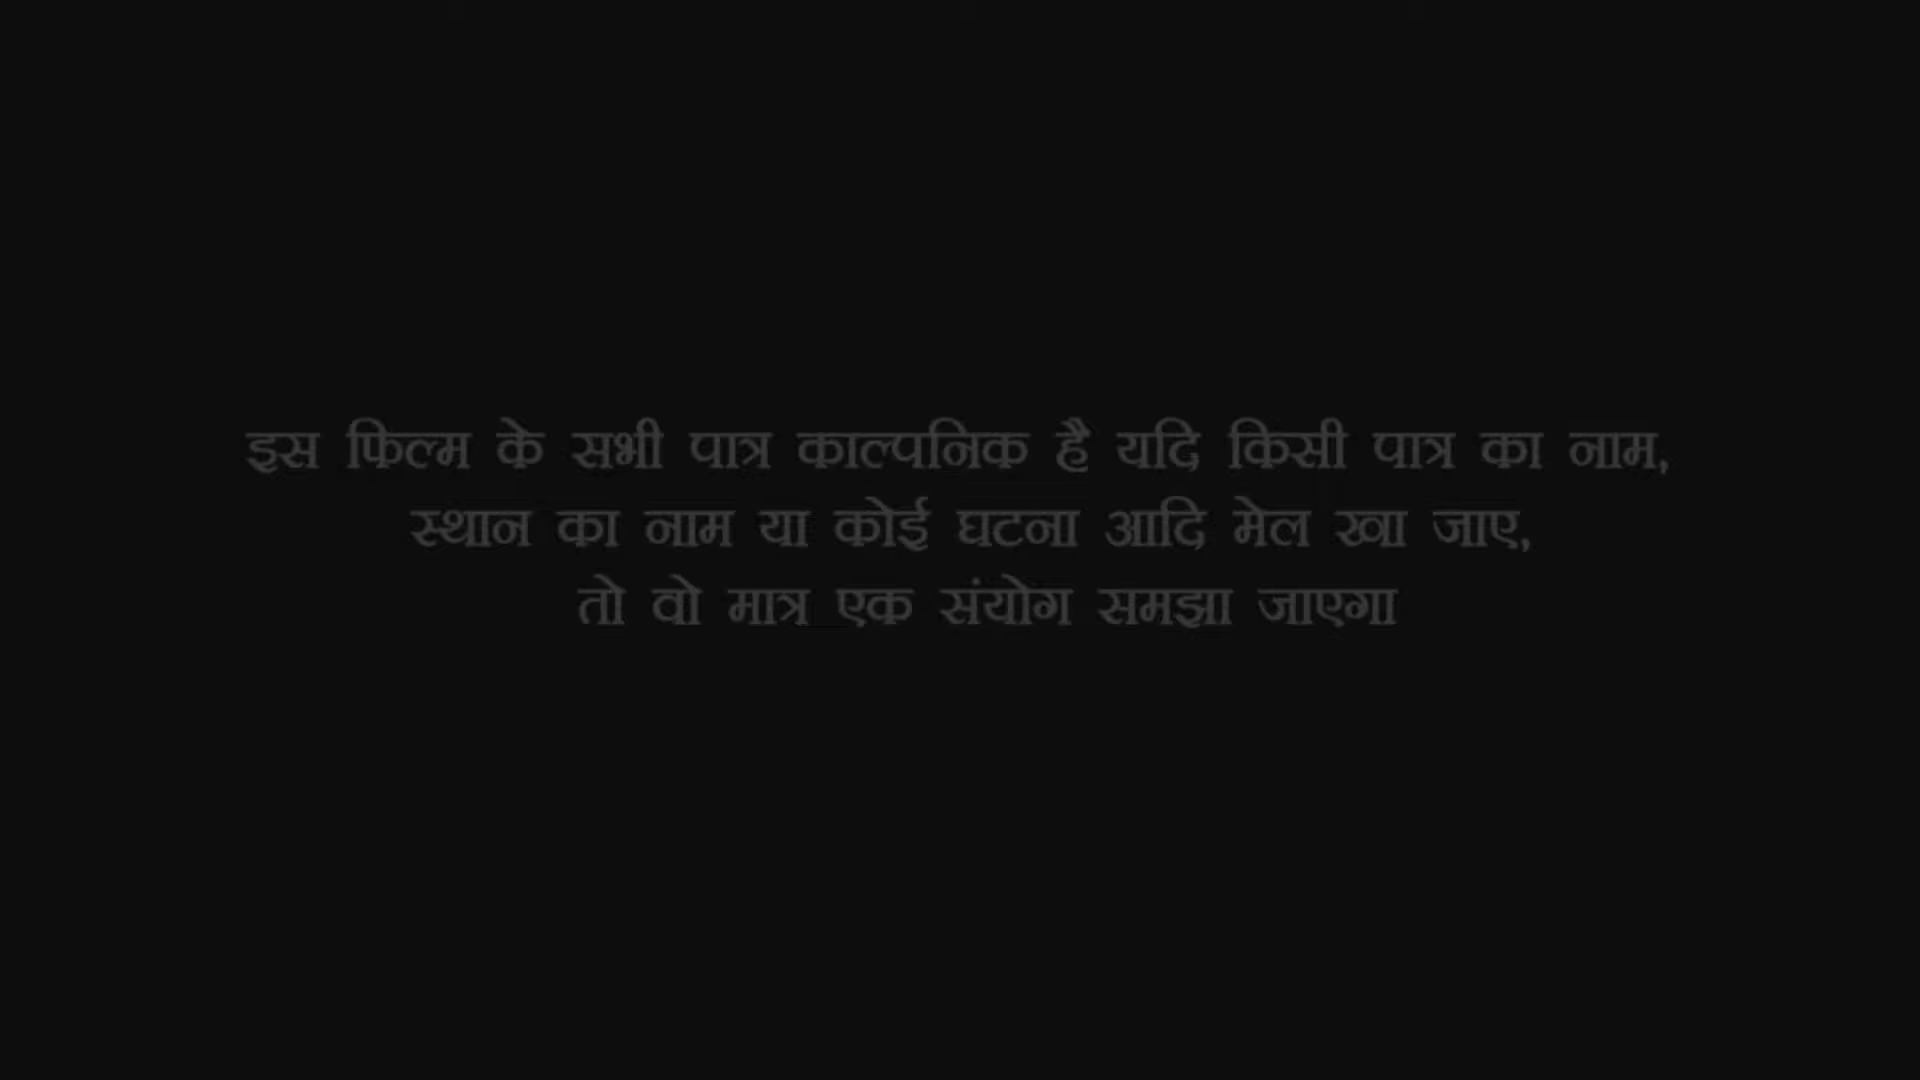 इस फिल्म के सभी पात्र काल्पनिक है यदि किसी पात्र का नाम,
स्थान का नाम या कोई घटना आदि मेल खा जाए,
तो वो मात्र एक संयोग समझा जाएगा